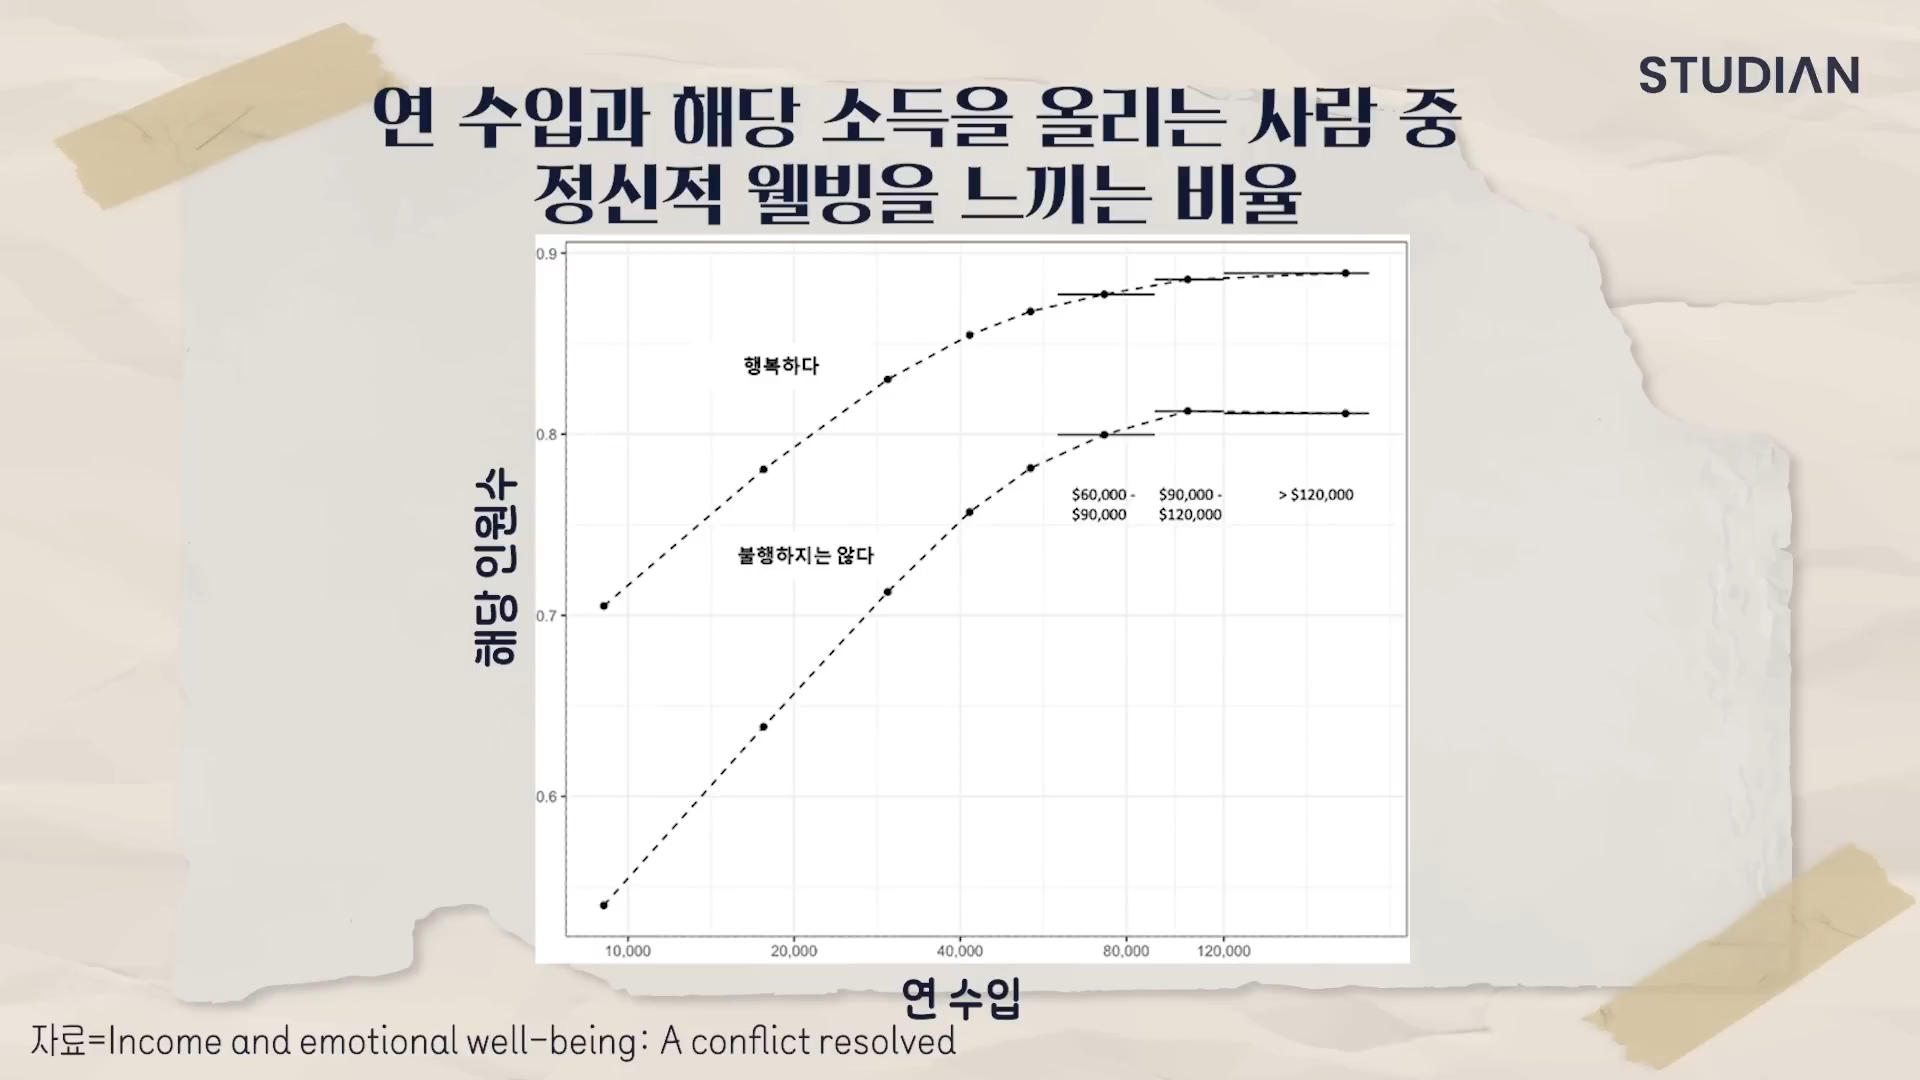 STUDIAN
연 수입과 해당 소득을 올리는 사람 중
정신적 웰빙을 느끼는 비율
0.9
행복하다
0.8
$60,000 -
$90,000
$90,000 -
$120,000
> $120,000
불행하지는 않다
해당 인원수
0.7
0.6
10,000
20,000
40,000
80,000
120,000
연 수입
자료=Income and emotional well-being: A conflict resolved